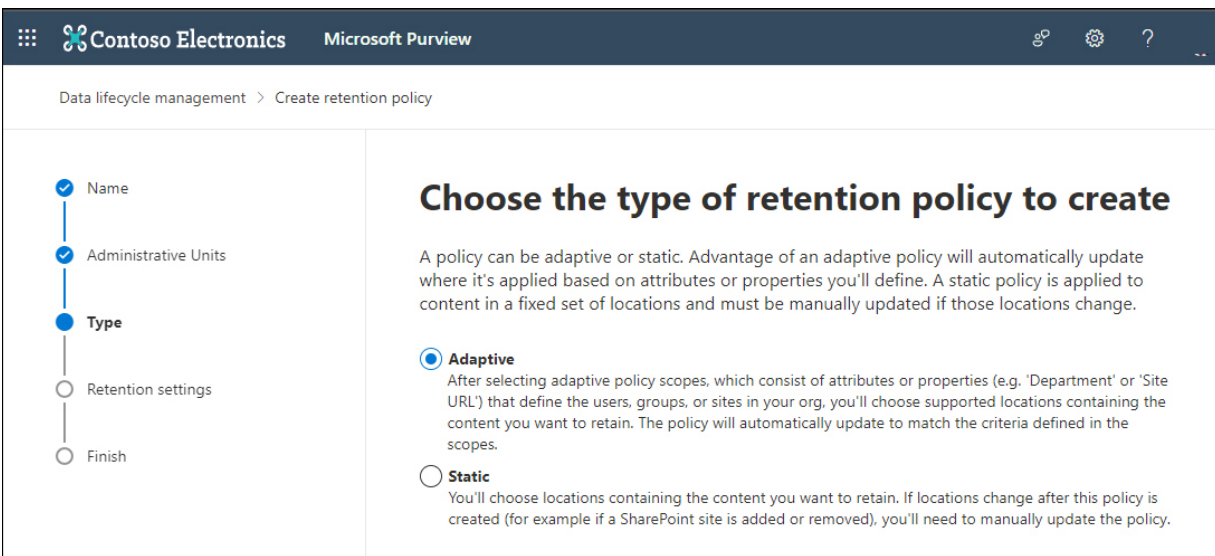 Contoso Electronics Microsoft Purview ?
Data lifecycle management > Create retention policy
Name
Administrative Units
Type
Retention settings
Finish
Choose the type of retention policy to create
A policy can be adaptive or static. Advantage of an adaptive policy will automatically update
where it's applied based on attributes or properties you'll define. A static policy is applied to
content in a fixed set of locations and must be manually updated if those locations change.
Adaptive
After selecting adaptive policy scopes, which consist of attributes or properties (e.g. 'Department' or 'Site
URL') that define the users, groups, or sites in your org, you'll choose supported locations containing the
content you want to retain. The policy will automatically update to match the criteria defined in the
scopes.
Static
You'll choose locations containing the content you want to retain. If locations change after this policy is
created (for example if a SharePoint site is added or removed), you'll need to manually update the policy.